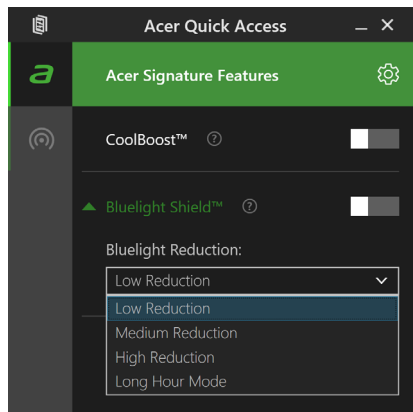 Acer Quick Access
a
Acer Signature Features
CoolBoost™ ?
Bluelight Shield™ ?
Bluelight Reduction:
Low Reduction
Low Reduction
Medium Reduction
High Reduction
Long Hour Mode